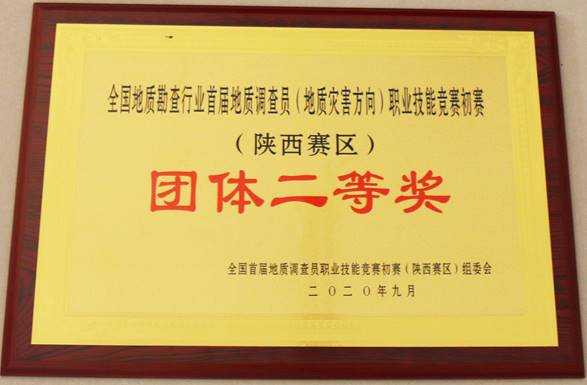 全国地质勘查行业首届地质调查员（地质灾害方向）职业技能竞赛初赛
（陕西赛区）
团体二等奖
全国首届地质调查员职业技能竞赛初赛（陕西赛区）组委会
二〇二〇年九月